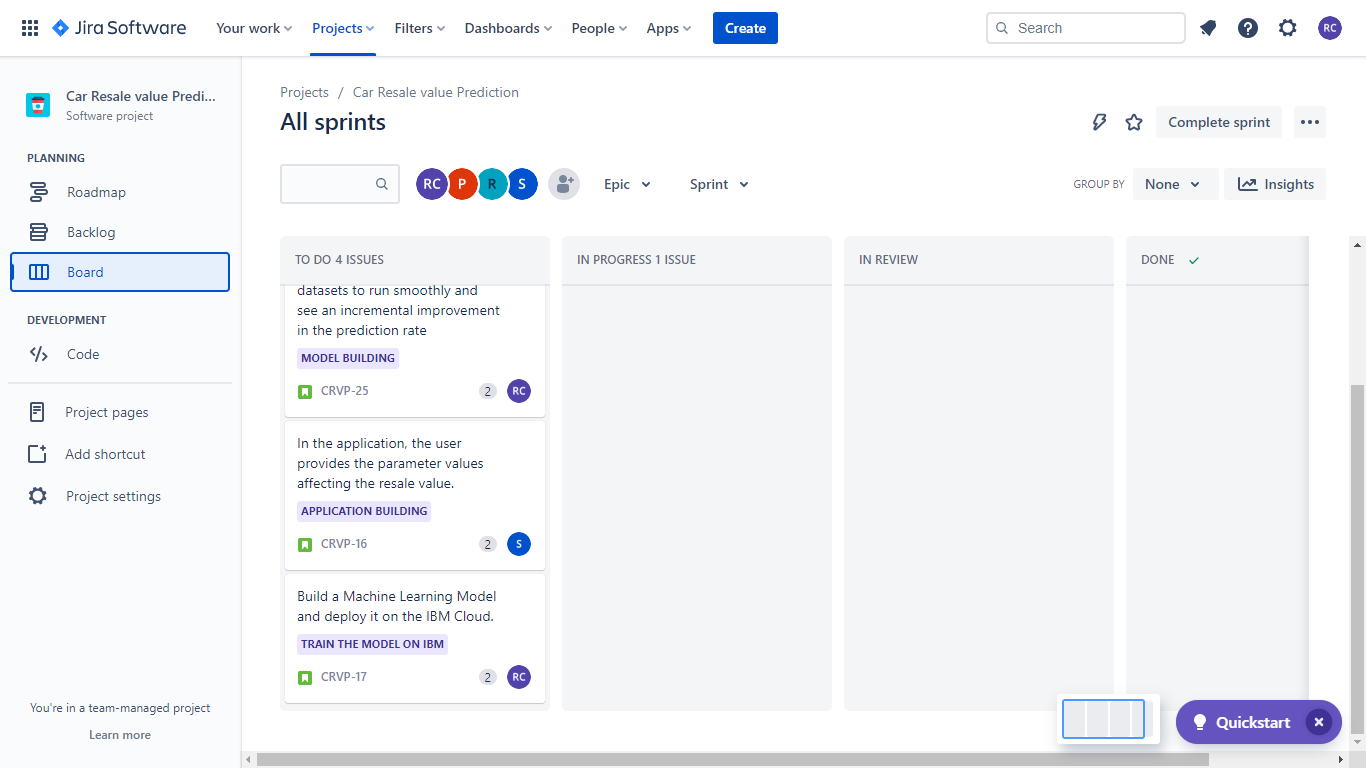 Jira Software Your work Projects Filters Dashboards People Apps Create Search RC
Car Resale value Predi...
Software project
PLANNING
Roadmap
Backlog
Board
DEVELOPMENT
Code
Project pages
Add shortcut
Project settings
You're in a team-managed project
Learn more
Projects / Car Resale value Prediction
All sprints
Complete sprint
RC P R S Epic Sprint GROUP BY None Insights
TO DO 4 ISSUES
datasets to run smoothly and
see an incremental improvement
in the prediction rate
MODEL BUILDING
CRVP-25 2 RC
In the application, the user
provides the parameter values
affecting the resale value.
APPLICATION BUILDING
CRVP-16 2 S
Build a Machine Learning Model
and deploy it on the IBM Cloud.
TRAIN THE MODEL ON IBM
CRVP-17 2 RC
IN PROGRESS 1 ISSUE
IN REVIEW
DONE
Quickstart